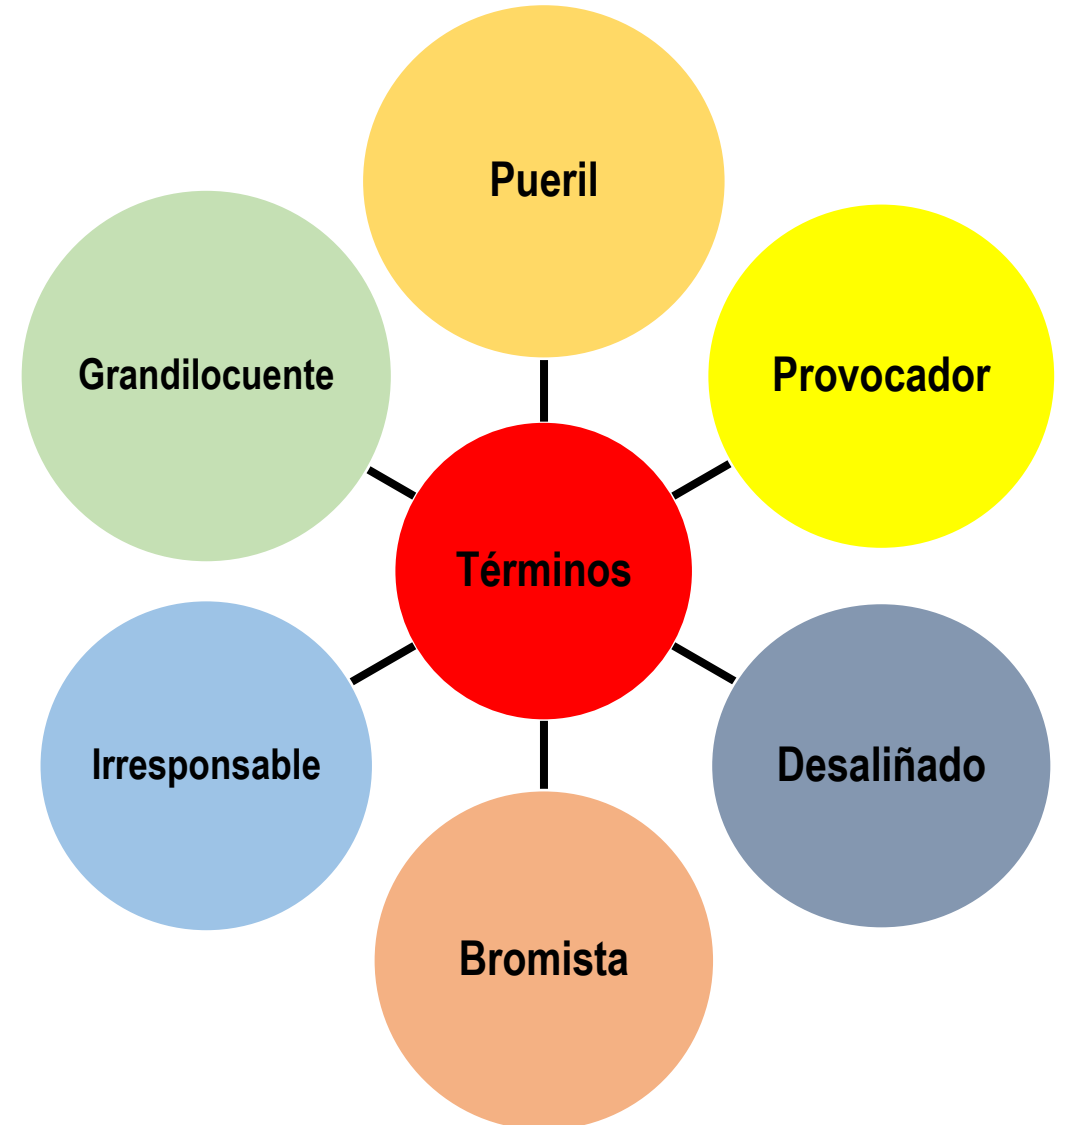 Pueril
Grandilocuente
Provocador
Términos
Irresponsable
Desaliñado
Bromista